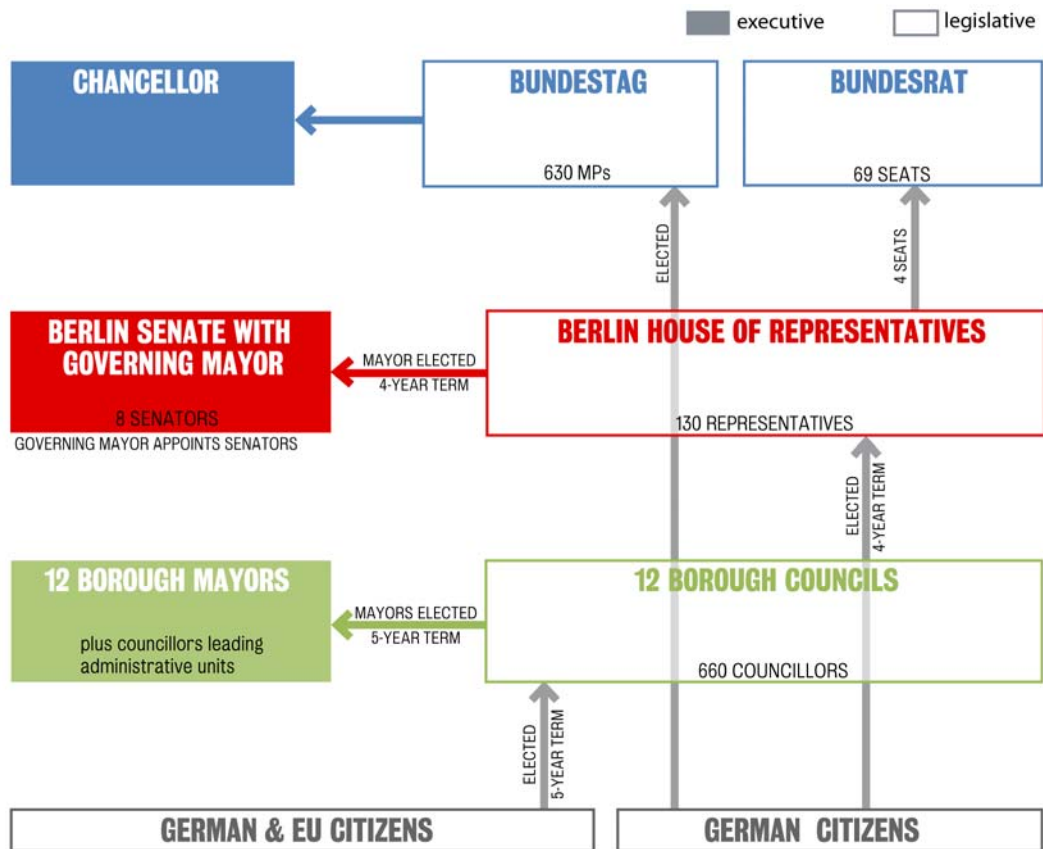 executive
legislative
CHANCELLOR
BUNDESTAG
BUNDESRAT
630 MPs
69 SEATS
ELECTED
4 SEATS
BERLIN SENATE WITH
GOVERNING MAYOR
8 SENATORS
GOVERNING MAYOR APPOINTS SENATORS
MAYOR ELECTED
4-YEAR TERM
BERLIN HOUSE OF REPRESENTATIVES
130 REPRESENTATIVES
ELECTED
4-YEAR TERM
12 BOROUGH MAYORS
plus councillors leading
administrative units
MAYORS ELECTED
5-YEAR TERM
12 BOROUGH COUNCILS
660 COUNCILLORS
ELECTED
5-YEAR TERM
GERMAN & EU CITIZENS
GERMAN CITIZENS